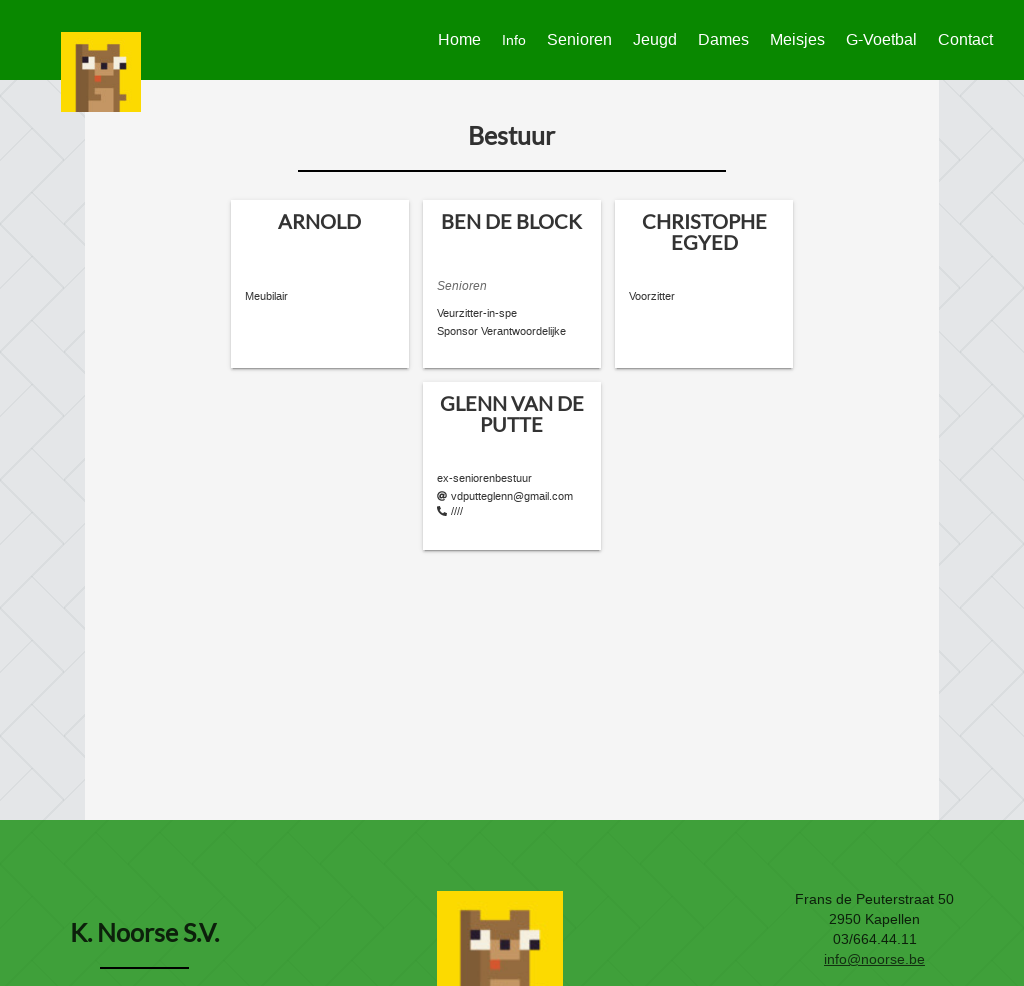 Home Info Senioren Jeugd Dames Meisjes G-Voetbal Contact
Bestuur
ARNOLD
Meubilair
BEN DE BLOCK
Senioren
Veurzitter-in-spe
Sponsor Verantwoordelijke
CHRISTOPHE
EGYED
Voorzitter
GLENN VAN DE
PUTTE
ex-seniorenbestuur
@ vdputteglenn@gmail.com
////
K. Noorse S.V.
Frans de Peuterstraat 50
2950 Kapellen
03/664.44.11
info@noorse.be